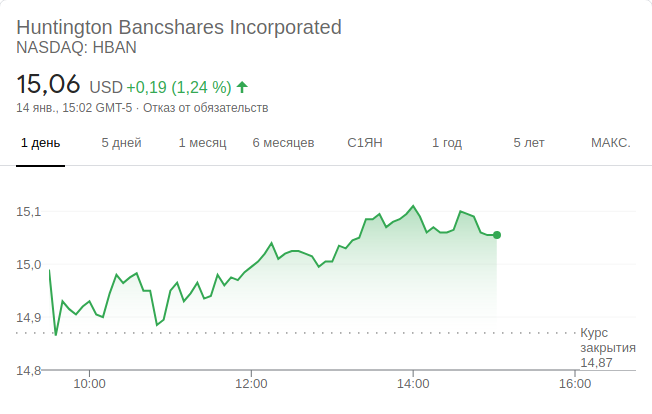 Huntington Bancshares Incorporated
NASDAQ: HBAN
15,06 USD +0,19 (1,24 %)
14 янв., 15:02 GMT-5 · Отказ от обязательств
1 день 5 дней 1 месяц 6 месяцев С1ЯН 1 год 5 лет МАКС.
15,1
15,0
14,9
Курс
закрытия
14,87
14,8
10:00 12:00 14:00 16:00